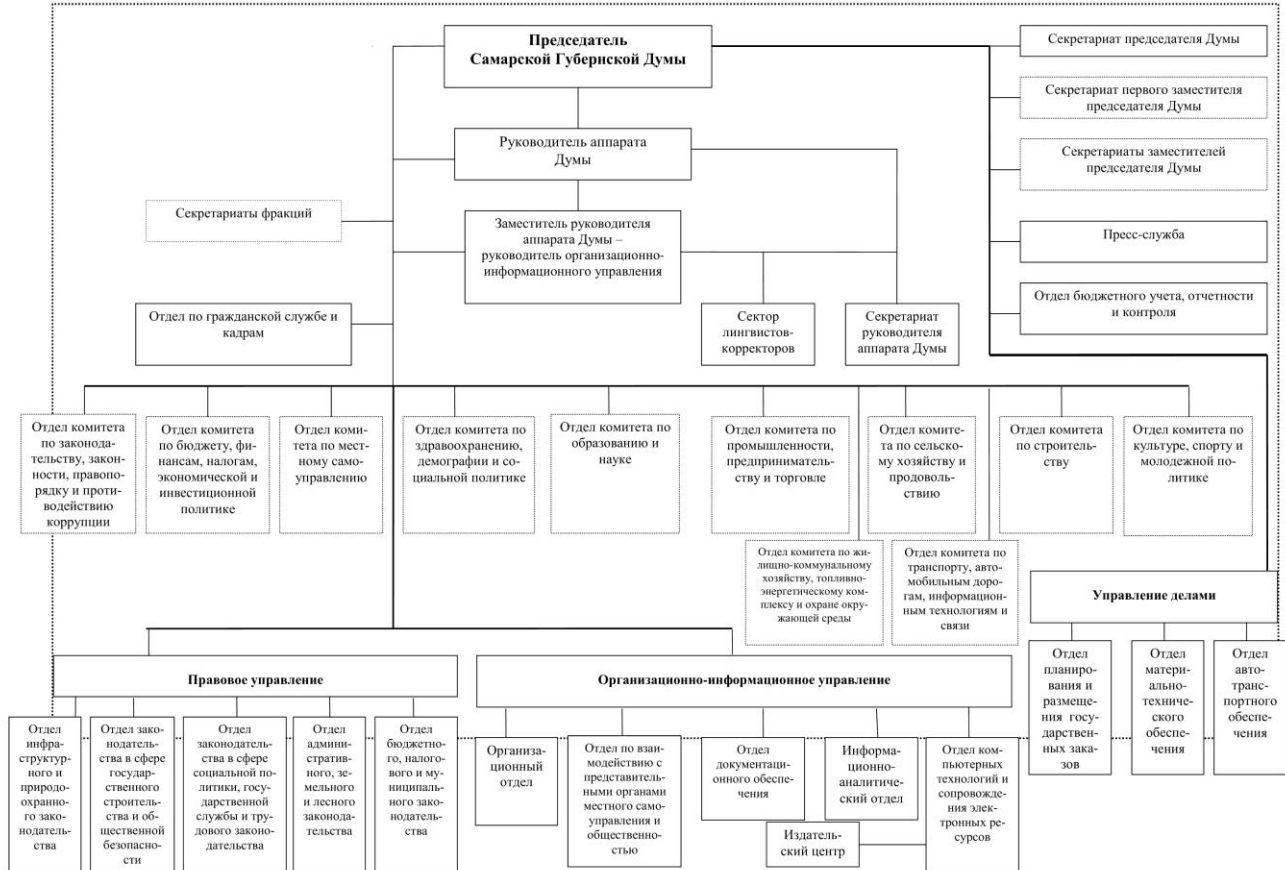 Председатель
Самарской Губернской Думы
Секретариат председателя Думы
Секретариат первого заместителя
председателя Думы
Руководитель аппарата
Думы
Секретариаты заместителей
председателя Думы
Секретариаты фракций
Заместитель руководителя
аппарата Думы –
руководитель организационно-
информационного управления
Пресс-служба
Отдел по гражданской службе и
кадрам
Сектор
лингвистов-
корректоров
Секретариат
руководителя
аппарата Думы
Отдел бюджетного учета, отчетности
и контроля
Отдел комитета
по законода-
тельству, закон-
ности, правопо-
рядку и проти-
водействию
коррупции
Отдел комитета
по бюджету, фи-
нансам, налогам,
экономической и
инвестиционной
политике
Отдел коми-
тета по мест-
ному само-
управлению
Отдел комитета по
здравоохранению,
демографии и со-
циальной политике
Отдел комитета по
образованию и
науке
Отдел комитета по
промышленности,
предприниматель-
ству и торговле
Отдел комите-
та по сельско-
му хозяйству и
продоволь-
ствию
Отдел комитета
по строитель-
ству
Отдел комитета по
культуре, спорту и
молодежной по-
литике
Отдел комитета по жи-
лищно-коммунальному
хозяйству, топливно-
энергетическому ком-
плексу и охране окру-
жающей среды
Отдел комитета по
транспорту, авто-
мобильным доро-
гам, информацион-
ным технологиям и
связи
Управление делами
Отдел
планиро-
вания и
размеще-
ния госу-
дарствен-
ных зака-
зов
Отдел
матери-
ально-
техниче-
ского
обеспе-
чения
Отдел
авто-
транс-
портного
обеспе-
чения
Правовое управление
Организационно-информационное управление
Отдел
инфра-
структур-
ного и
природо-
охранно-
го зако-
нодатель-
ства
Отдел зако-
нодательст-
ва в сфере
государ-
ственного
строитель-
ства и об-
щественной
безопасно-
сти
Отдел
законодатель-
ства в сфере
социальной по-
литики, госу-
дарственной
службы и тру-
дового законо-
дательства
Отдел
админи-
стратив-
ного, зе-
мельного
и лесного
законода-
тельства
Отдел
бюджетно-
го, налого-
вого и му-
ниципаль-
ного зако-
нодатель-
ства
Организа-
ционный
отдел
Отдел по взаи-
модействию с
представитель-
ными органами
местного само-
управления и
общественно-
стью
Отдел
документаци-
онного обеспе-
чения
Информа-
ционно-
аналитиче-
ский отдел
Отдел ком-
пьютерных
технологий и
сопровожде-
ния элек-
тронных ре-
сурсов
Издатель-
ский центр